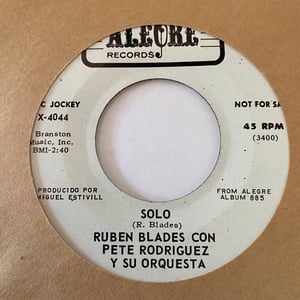 ALEGRE
RECORDS
C JOCKEY
NOT FOR SA
X-4044
45 RPM
(3400)
Branston
Music, Inc.
BMI-2:40
PRODUCIDO POR
MIGUEL ESTIVILL
FROM ALEGRE
ALBUM 885
SOLO
(R. Blades)
RUBEN BLADES CON
PETE RODRIGUEZ
Y SU ORQUESTA